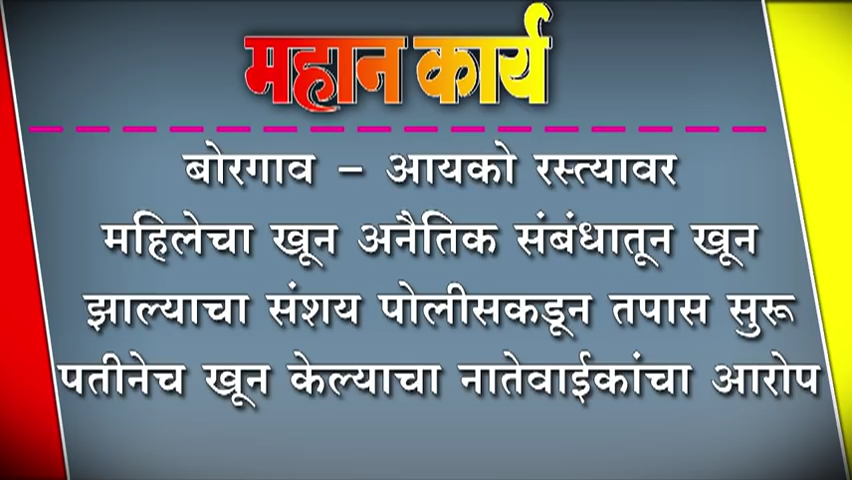 महान कार्य
बोरगाव – आयको रस्त्यावर
महिलेचा खून अनैतिक संबंधातून खून
झाल्याचा संशय पोलीसकडून तपास सुरू
पतीनेच खून केल्याचा नातेवाईकांचा आरोप